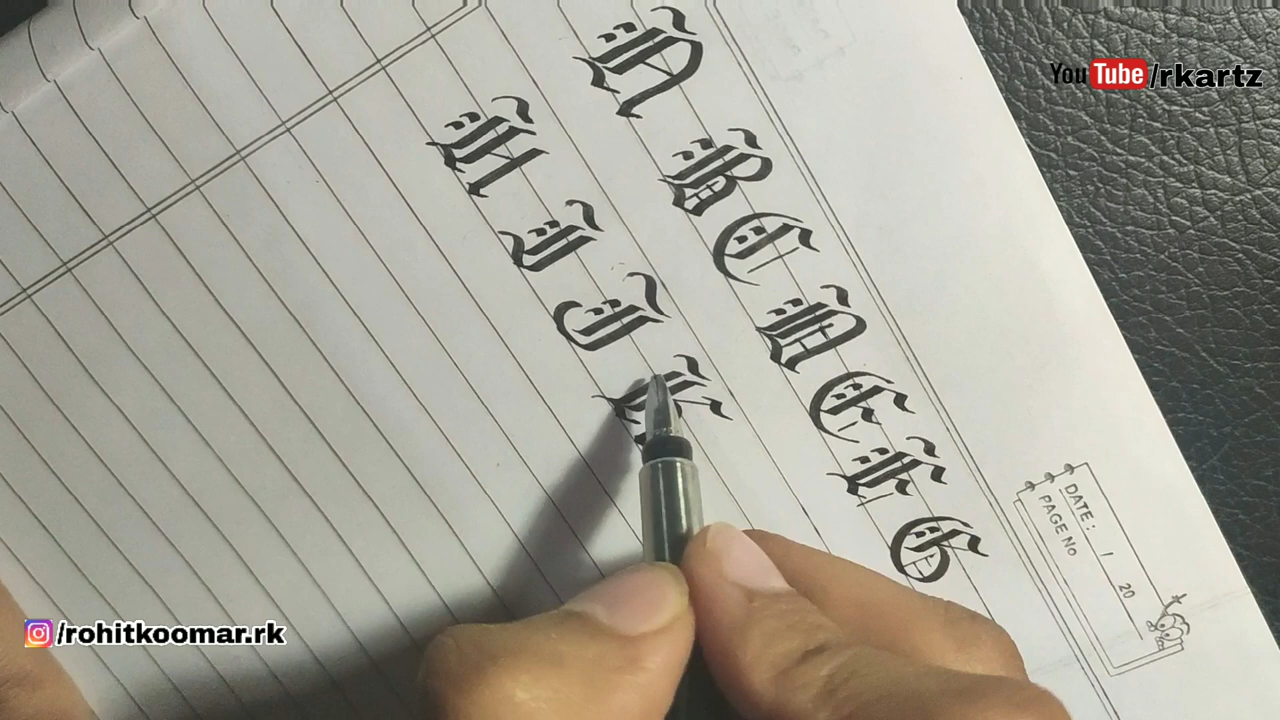 A B C D E F G
H I J K
DATE: / 20
PAGE No
YouTube/rkartz
/rohitkoomar.rk